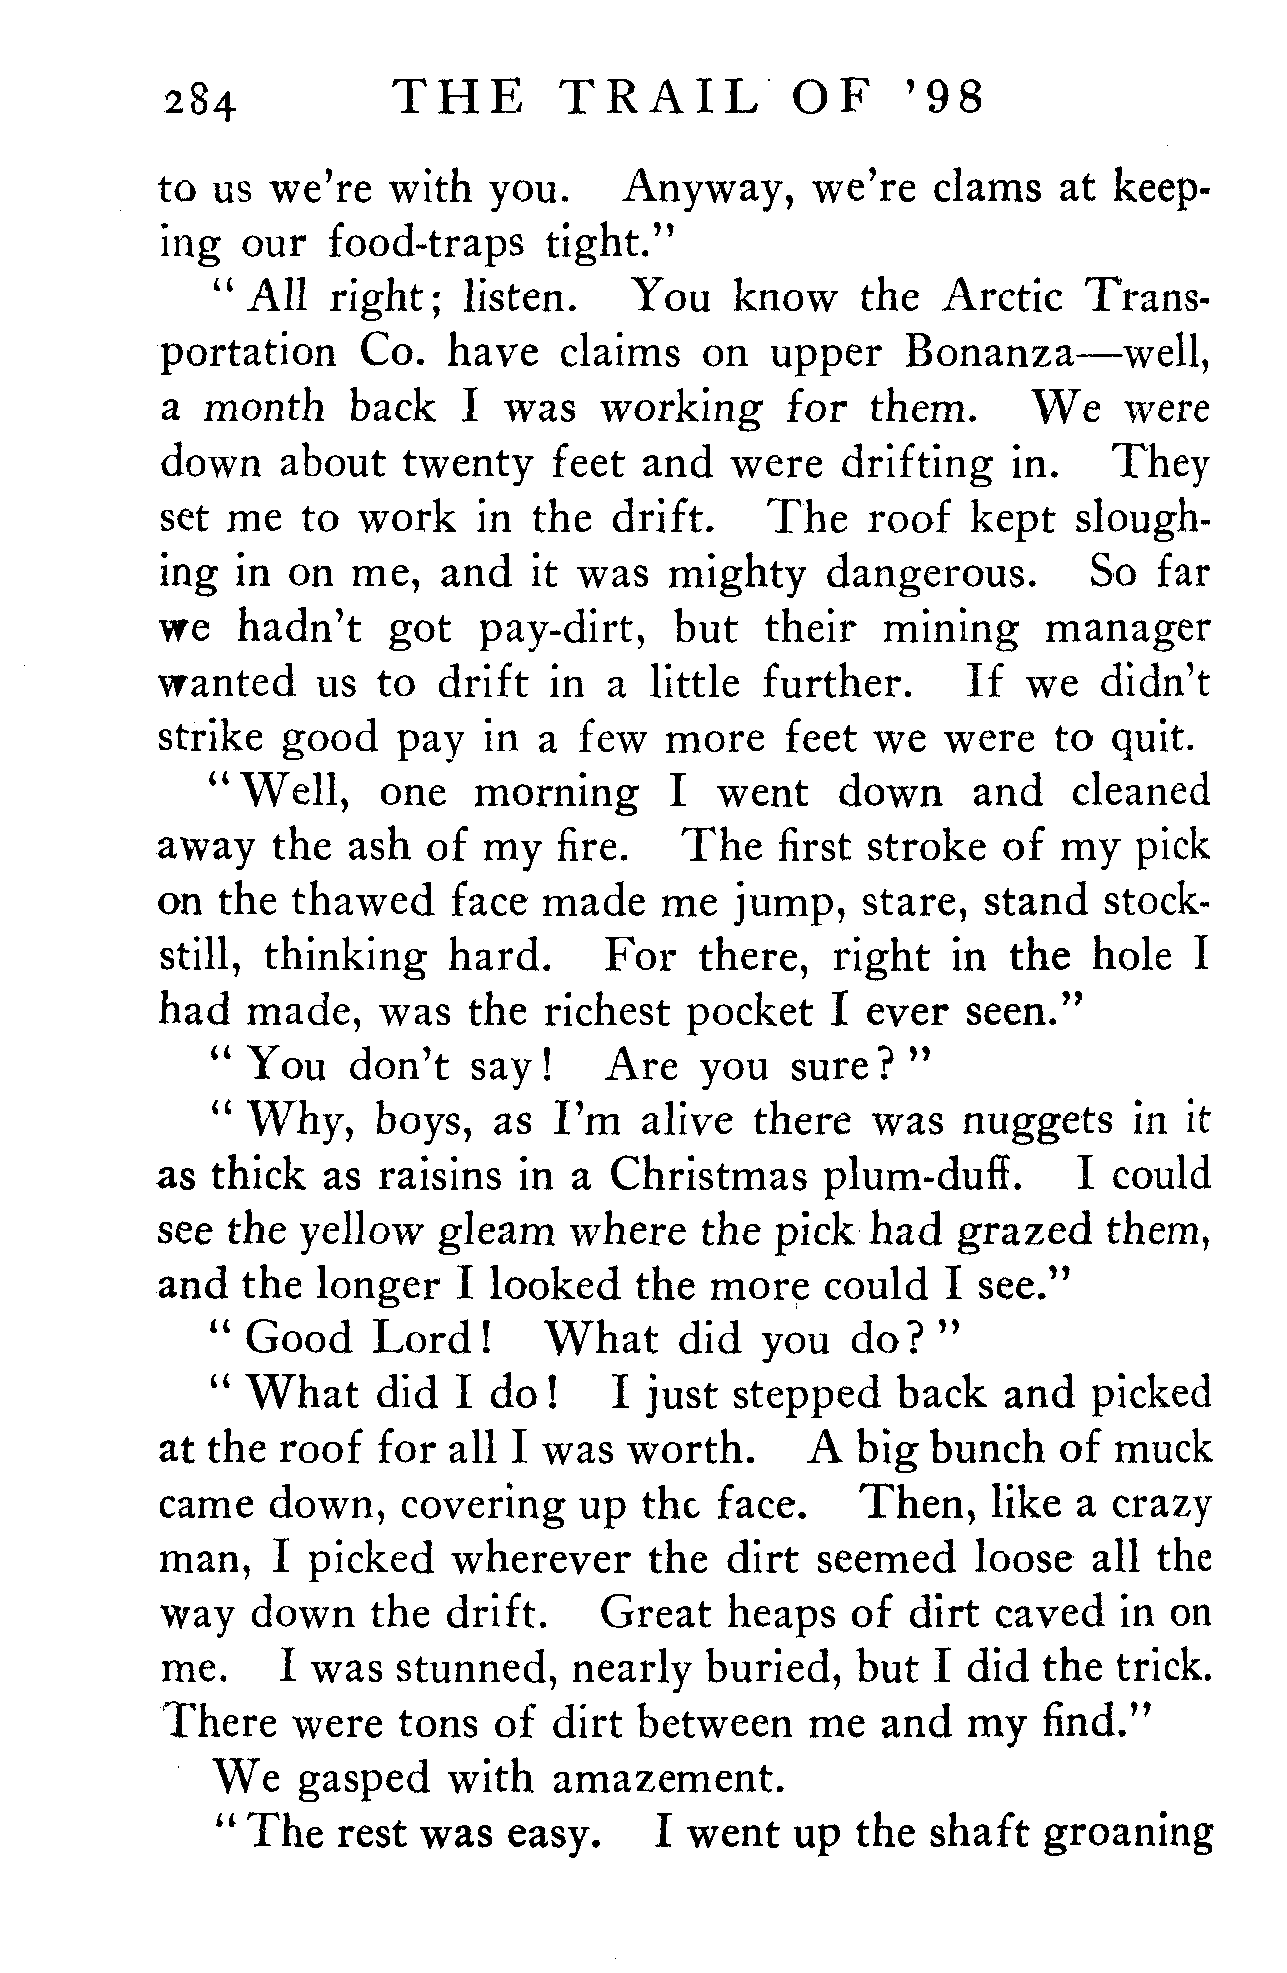 284 THE TRAIL OF '98
to us we're with you. Anyway, we're clams at keep-
ing our food-traps tight."
"All right; listen. You know the Arctic Trans-
portation Co. have claims on upper Bonanza—well,
a month back I was working for them. We were
down about twenty feet and were drifting in. They
set me to work in the drift. The roof kept slough-
ing in on me, and it was mighty dangerous. So far
we hadn't got pay-dirt, but their mining manager
wanted us to drift in a little further. If we didn't
strike good pay in a few more feet we were to quit.
"Well, one morning I went down and cleaned
away the ash of my fire. The first stroke of my pick
on the thawed face made me jump, stare, stand stock-
still, thinking hard. For there, right in the hole I
had made, was the richest pocket I ever seen."
"You don't say! Are you sure?"
"Why, boys, as I'm alive there was nuggets in it
as thick as raisins in a Christmas plum-duff. I could
see the yellow gleam where the pick had grazed them,
and the longer I looked the more could I see."
"Good Lord! What did you do?"
"What did I do! I just stepped back and picked
at the roof for all I was worth. A big bunch of muck
came down, covering up the face. Then, like a crazy
man, I picked wherever the dirt seemed loose all the
way down the drift. Great heaps of dirt caved in on
me. I was stunned, nearly buried, but I did the trick.
There were tons of dirt between me and my find."
We gasped with amazement.
"The rest was easy. I went up the shaft groaning